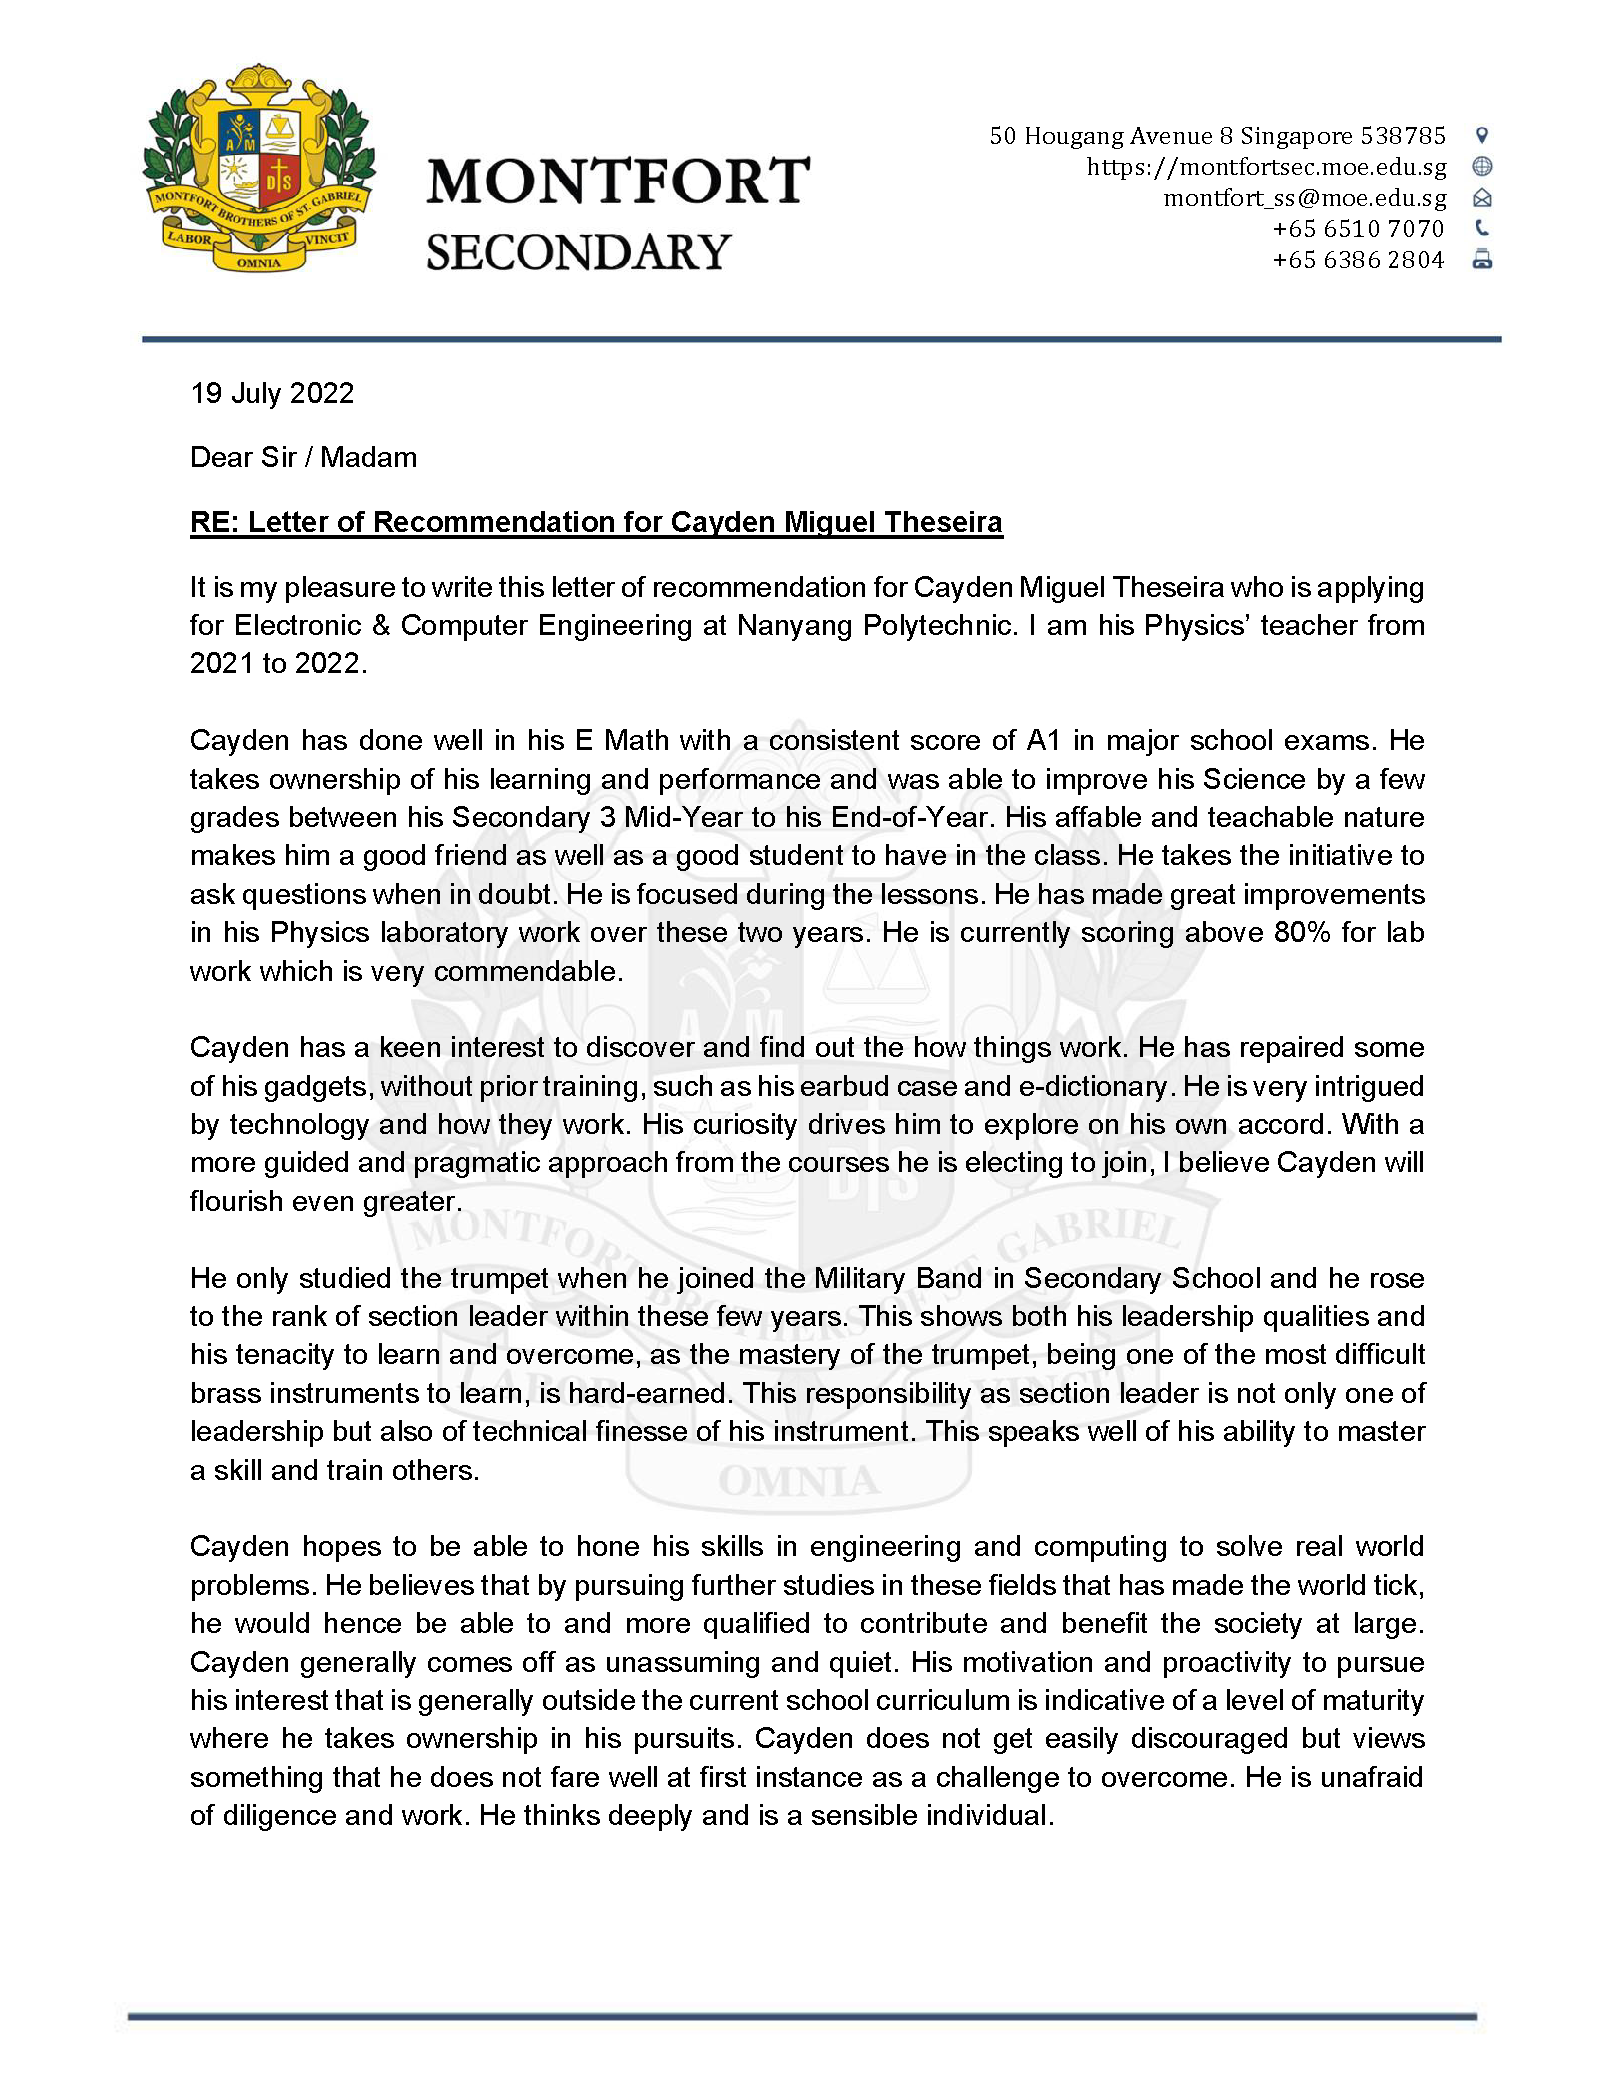 MONTFORT BROTHERS OF ST. GABRIEL
LABOR OMNIA VINCIT
A M
D S
MONTFORT
SECONDARY
50 Hougang Avenue 8 Singapore 538785
https://montfortsec.moe.edu.sg
montfort_ss@moe.edu.sg
+65 6510 7070
+65 6386 2804
19 July 2022
Dear Sir / Madam
RE: Letter of Recommendation for Cayden Miguel Theseira
It is my pleasure to write this letter of recommendation for Cayden Miguel Theseira who is applying
for Electronic & Computer Engineering at Nanyang Polytechnic. I am his Physics’ teacher from
2021 to 2022.
Cayden has done well in his E Math with a consistent score of A1 in major school exams. He
takes ownership of his learning and performance and was able to improve his Science by a few
grades between his Secondary 3 Mid-Year to his End-of-Year. His affable and teachable nature
makes him a good friend as well as a good student to have in the class. He takes the initiative to
ask questions when in doubt. He is focused during the lessons. He has made great improvements
in his Physics laboratory work over these two years. He is currently scoring above 80% for lab
work which is very commendable.
Cayden has a keen interest to discover and find out the how things work. He has repaired some
of his gadgets, without prior training, such as his earbud case and e-dictionary. He is very intrigued
by technology and how they work. His curiosity drives him to explore on his own accord. With a
more guided and pragmatic approach from the courses he is electing to join, I believe Cayden will
flourish even greater.
He only studied the trumpet when he joined the Military Band in Secondary School and he rose
to the rank of section leader within these few years. This shows both his leadership qualities and
his tenacity to learn and overcome, as the mastery of the trumpet, being one of the most difficult
brass instruments to learn, is hard-earned. This responsibility as section leader is not only one of
leadership but also of technical finesse of his instrument. This speaks well of his ability to master
a skill and train others.
Cayden hopes to be able to hone his skills in engineering and computing to solve real world
problems. He believes that by pursuing further studies in these fields that has made the world tick,
he would hence be able to and more qualified to contribute and benefit the society at large.
Cayden generally comes off as unassuming and quiet. His motivation and proactivity to pursue
his interest that is generally outside the current school curriculum is indicative of a level of maturity
where he takes ownership in his pursuits. Cayden does not get easily discouraged but views
something that he does not fare well at first instance as a challenge to overcome. He is unafraid
of diligence and work. He thinks deeply and is a sensible individual.
A M
D S
MONTFORT BROTHERS OF ST. GABRIEL
LABOR OMNIA VINCIT